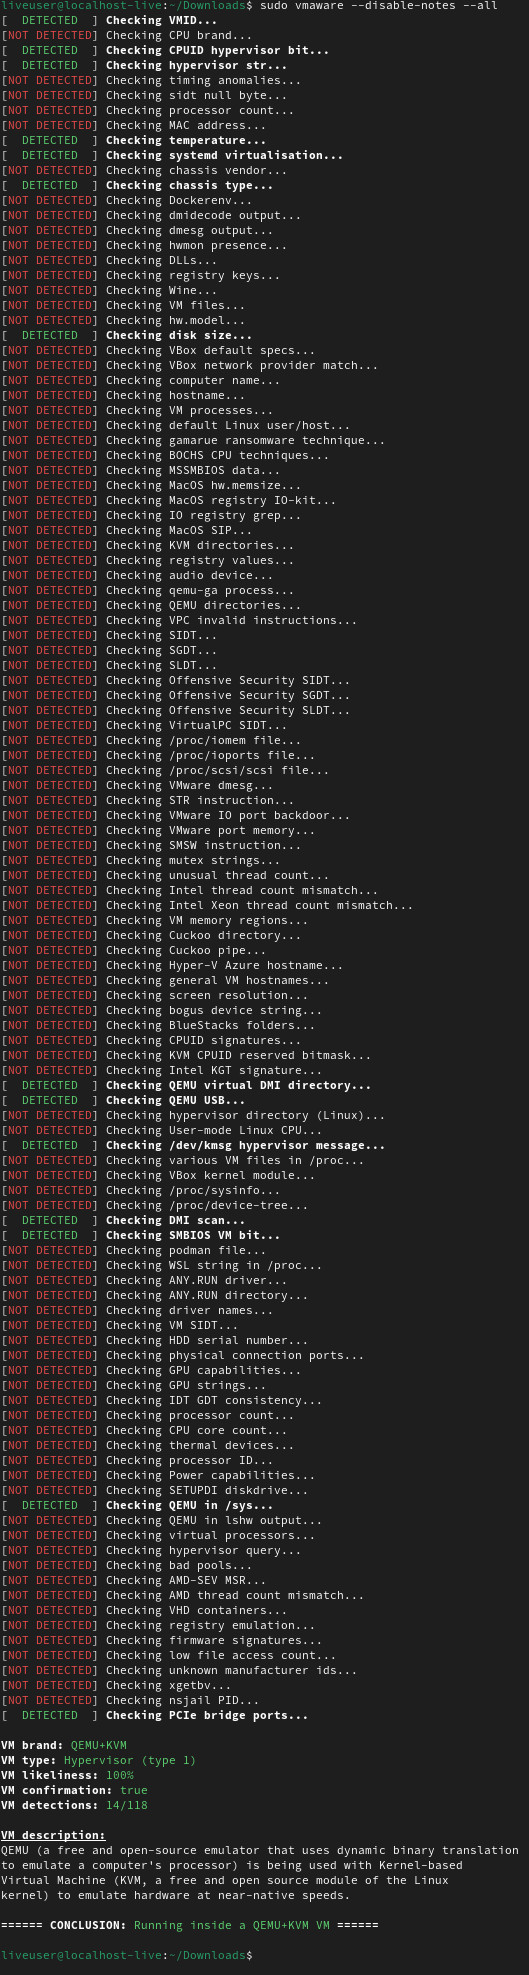 liveuser@localhost-live:~/Downloads$ sudo vmaware --disable-notes --all
[  DETECTED  ] Checking VMID...
[NOT DETECTED] Checking CPU brand...
[  DETECTED  ] Checking CPUID hypervisor bit...
[  DETECTED  ] Checking hypervisor str...
[NOT DETECTED] Checking timing anomalies...
[NOT DETECTED] Checking sidt null byte...
[NOT DETECTED] Checking processor count...
[NOT DETECTED] Checking MAC address...
[  DETECTED  ] Checking temperature...
[  DETECTED  ] Checking systemd virtualisation...
[NOT DETECTED] Checking chassis vendor...
[  DETECTED  ] Checking chassis type...
[NOT DETECTED] Checking Dockerenv...
[NOT DETECTED] Checking dmidecode output...
[NOT DETECTED] Checking dmesg output...
[NOT DETECTED] Checking hwmon presence...
[NOT DETECTED] Checking DLLs...
[NOT DETECTED] Checking registry keys...
[NOT DETECTED] Checking Wine...
[NOT DETECTED] Checking VM files...
[NOT DETECTED] Checking hw.model...
[  DETECTED  ] Checking disk size...
[NOT DETECTED] Checking VBox default specs...
[NOT DETECTED] Checking VBox network provider match...
[NOT DETECTED] Checking computer name...
[NOT DETECTED] Checking hostname...
[NOT DETECTED] Checking VM processes...
[NOT DETECTED] Checking default Linux user/host...
[NOT DETECTED] Checking gamarue ransomware technique...
[NOT DETECTED] Checking BOCHS CPU techniques...
[NOT DETECTED] Checking MSSMBIOS data...
[NOT DETECTED] Checking MacOS hw.memsize...
[NOT DETECTED] Checking MacOS registry IO-kit...
[NOT DETECTED] Checking IO registry grep...
[NOT DETECTED] Checking MacOS SIP...
[NOT DETECTED] Checking KVM directories...
[NOT DETECTED] Checking registry values...
[NOT DETECTED] Checking audio device...
[NOT DETECTED] Checking qemu-ga process...
[NOT DETECTED] Checking QEMU directories...
[NOT DETECTED] Checking VPC invalid instructions...
[NOT DETECTED] Checking SIDT...
[NOT DETECTED] Checking SGDT...
[NOT DETECTED] Checking SLDT...
[NOT DETECTED] Checking Offensive Security SIDT...
[NOT DETECTED] Checking Offensive Security SGDT...
[NOT DETECTED] Checking Offensive Security SLDT...
[NOT DETECTED] Checking VirtualPC SIDT...
[NOT DETECTED] Checking /proc/iomem file...
[NOT DETECTED] Checking /proc/ioports file...
[NOT DETECTED] Checking /proc/scsi/scsi file...
[NOT DETECTED] Checking VMware dmesg...
[NOT DETECTED] Checking STR instruction...
[NOT DETECTED] Checking VMware IO port backdoor...
[NOT DETECTED] Checking VMware port memory...
[NOT DETECTED] Checking SMSW instruction...
[NOT DETECTED] Checking mutex strings...
[NOT DETECTED] Checking unusual thread count...
[NOT DETECTED] Checking Intel thread count mismatch...
[NOT DETECTED] Checking Intel Xeon thread count mismatch...
[NOT DETECTED] Checking VM memory regions...
[NOT DETECTED] Checking Cuckoo directory...
[NOT DETECTED] Checking Cuckoo pipe...
[NOT DETECTED] Checking Hyper-V Azure hostname...
[NOT DETECTED] Checking general VM hostnames...
[NOT DETECTED] Checking screen resolution...
[NOT DETECTED] Checking bogus device string...
[NOT DETECTED] Checking BlueStacks folders...
[NOT DETECTED] Checking CPUID signatures...
[NOT DETECTED] Checking KVM CPUID reserved bitmask...
[NOT DETECTED] Checking Intel KGT signature...
[  DETECTED  ] Checking QEMU virtual DMI directory...
[  DETECTED  ] Checking QEMU USB...
[NOT DETECTED] Checking hypervisor directory (Linux)...
[NOT DETECTED] Checking User-mode Linux CPU...
[  DETECTED  ] Checking /dev/kmsg hypervisor message...
[NOT DETECTED] Checking various VM files in /proc...
[NOT DETECTED] Checking VBox kernel module...
[NOT DETECTED] Checking /proc/sysinfo...
[NOT DETECTED] Checking /proc/device-tree...
[  DETECTED  ] Checking DMI scan...
[  DETECTED  ] Checking SMBIOS VM bit...
[NOT DETECTED] Checking podman file...
[NOT DETECTED] Checking WSL string in /proc...
[NOT DETECTED] Checking ANY.RUN driver...
[NOT DETECTED] Checking ANY.RUN directory...
[NOT DETECTED] Checking driver names...
[NOT DETECTED] Checking VM SIDT...
[NOT DETECTED] Checking HDD serial number...
[NOT DETECTED] Checking physical connection ports...
[NOT DETECTED] Checking GPU capabilities...
[NOT DETECTED] Checking GPU strings...
[NOT DETECTED] Checking IDT GDT consistency...
[NOT DETECTED] Checking processor count...
[NOT DETECTED] Checking CPU core count...
[NOT DETECTED] Checking thermal devices...
[NOT DETECTED] Checking processor ID...
[NOT DETECTED] Checking Power capabilities...
[NOT DETECTED] Checking SETUPDI diskdrive...
[  DETECTED  ] Checking QEMU in /sys...
[NOT DETECTED] Checking QEMU in lshw output...
[NOT DETECTED] Checking virtual processors...
[NOT DETECTED] Checking hypervisor query...
[NOT DETECTED] Checking bad pools...
[NOT DETECTED] Checking AMD-SEV MSR...
[NOT DETECTED] Checking AMD thread count mismatch...
[NOT DETECTED] Checking VHD containers...
[NOT DETECTED] Checking registry emulation...
[NOT DETECTED] Checking firmware signatures...
[NOT DETECTED] Checking low file access count...
[NOT DETECTED] Checking unknown manufacturer ids...
[NOT DETECTED] Checking xgetbv...
[NOT DETECTED] Checking nsjail PID...
[  DETECTED  ] Checking PCIe bridge ports...
VM brand: QEMU+KVM
VM type: Hypervisor (type 1)
VM likeliness: 100%
VM confirmation: true
VM detections: 14/118
VM description:
QEMU (a free and open-source emulator that uses dynamic binary translation
to emulate a computer's processor) is being used with Kernel-based
Virtual Machine (KVM, a free and open source module of the Linux
kernel) to emulate hardware at near-native speeds.
====== CONCLUSION: Running inside a QEMU+KVM VM ======
liveuser@localhost-live:~/Downloads$